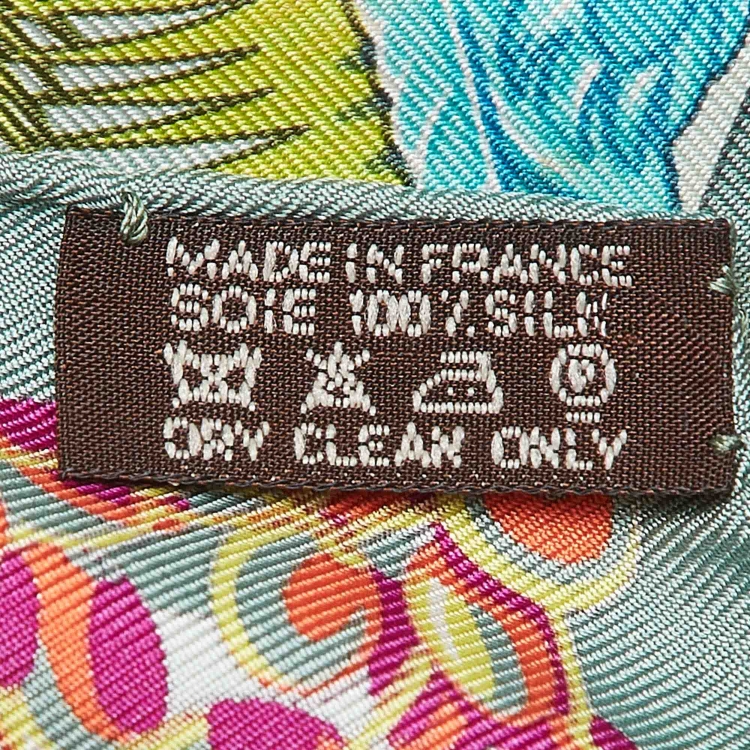 MADE IN FRANCE
SOIE 100% SILK
DRY CLEAN ONLY